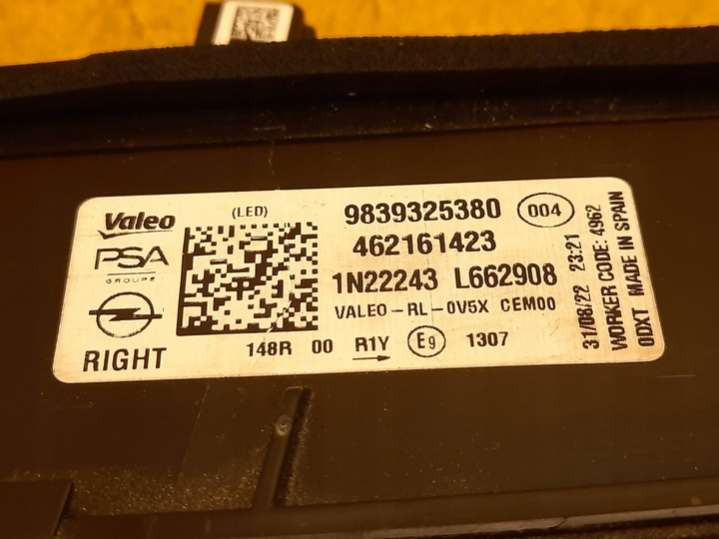 Valeo
PSA
GROUPE
RIGHT
(LED)
9839325380 004
462161423
1N22243 L662908
VALEO-RL-0V5X CEM00
148R 00 R1Y E9 1307
31/08/22 23:21
WORKER CODE: 4962
0DXT MADE IN SPAIN